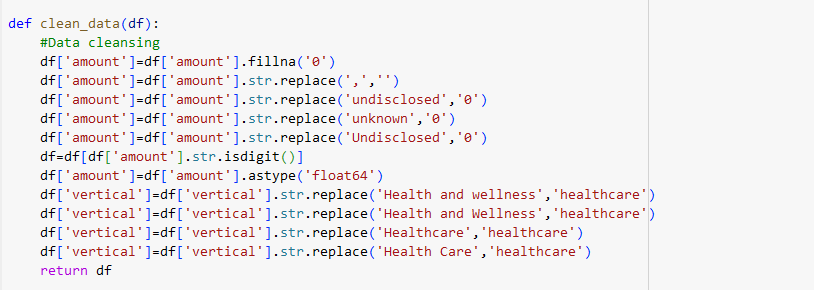 def clean_data(df):
    #Data cleansing
    df['amount']=df['amount'].fillna('0')
    df['amount']=df['amount'].str.replace(',','')
    df['amount']=df['amount'].str.replace('undisclosed','0')
    df['amount']=df['amount'].str.replace('unknown','0')
    df['amount']=df['amount'].str.replace('Undisclosed','0')
    df=df[df['amount'].str.isdigit()]
    df['amount']=df['amount'].astype('float64')
    df['vertical']=df['vertical'].str.replace('Health and wellness','healthcare')
    df['vertical']=df['vertical'].str.replace('Health and Wellness','healthcare')
    df['vertical']=df['vertical'].str.replace('Healthcare','healthcare')
    df['vertical']=df['vertical'].str.replace('Health Care','healthcare')
    return df